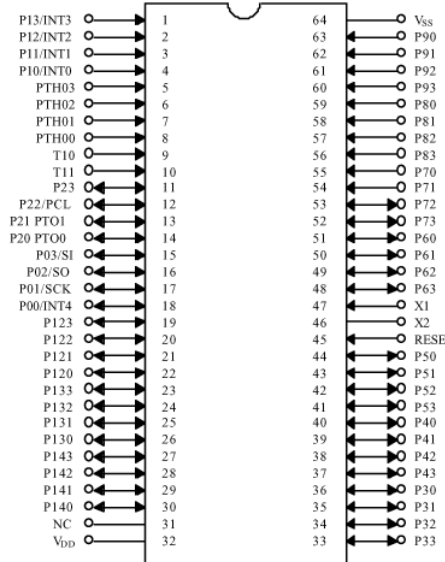 P13/INT3 1 64 Vss
P12/INT2 2 63 P90
P11/INT1 3 62 P91
P10/INT0 4 61 P92
PTH03 5 60 P93
PTH02 6 59 P80
PTH01 7 58 P81
PTH00 8 57 P82
T10 9 56 P83
T11 10 55 P70
P23 11 54 P71
P22/PCL 12 53 P72
P21 PTO1 13 52 P73
P20 PTO0 14 51 P60
P03/SI 15 50 P61
P02/SO 16 49 P62
P01/SCK 17 48 P63
P00/INT4 18 47 X1
P123 19 46 X2
P122 20 45 RESE
P121 21 44 P50
P120 22 43 P51
P133 23 42 P52
P132 24 41 P53
P131 25 40 P40
P130 26 39 P41
P143 27 38 P42
P142 28 37 P43
P141 29 36 P30
P140 30 35 P31
NC 31 34 P32
VDD 32 33 P33